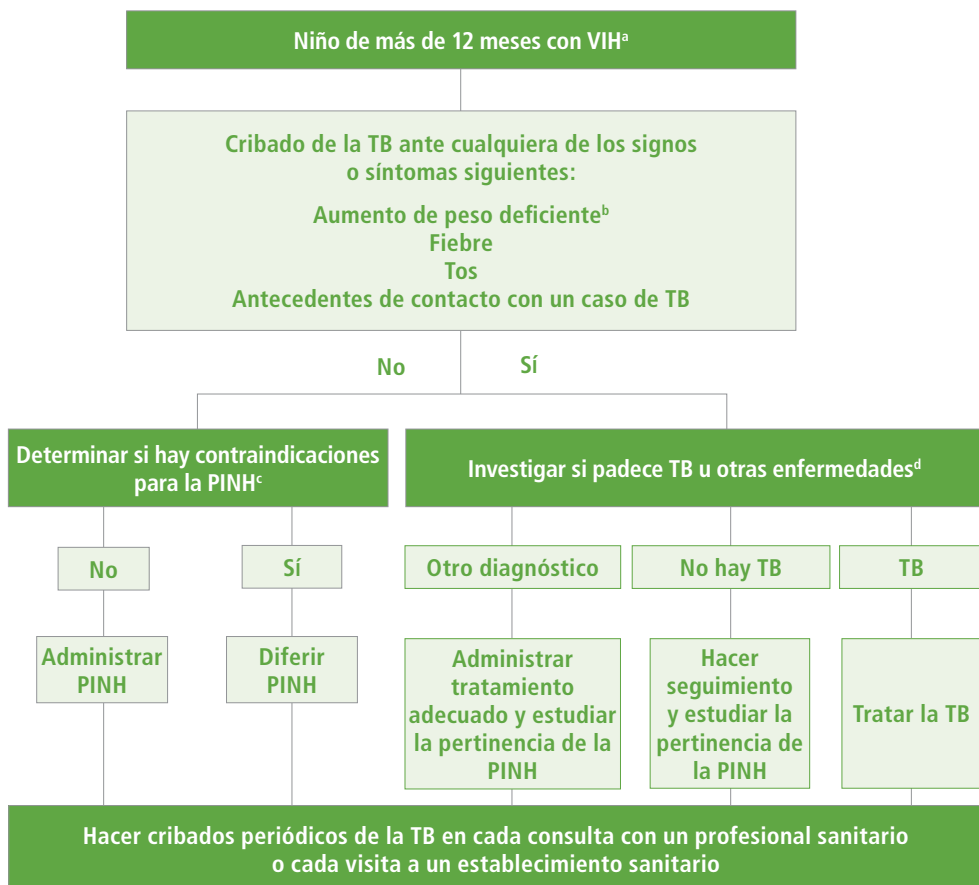 Niño de más de 12 meses con VIHᵃ
Cribado de la TB ante cualquiera de los signos
o síntomas siguientes:
Aumento de peso deficienteᵇ
Fiebre
Tos
Antecedentes de contacto con un caso de TB
No
Sí
Determinar si hay contraindicaciones
para la PINHᶜ
Investigar si padece TB u otras enfermedadesᵈ
No
Sí
Otro diagnóstico
No hay TB
TB
Administrar
PINH
Diferir
PINH
Administrar
tratamiento
adecuado y estudiar
la pertinencia de la
PINH
Hacer
seguimiento
y estudiar la
pertinencia de
la PINH
Tratar la TB
Hacer cribados periódicos de la TB en cada consulta con un profesional sanitario
o cada visita a un establecimiento sanitario